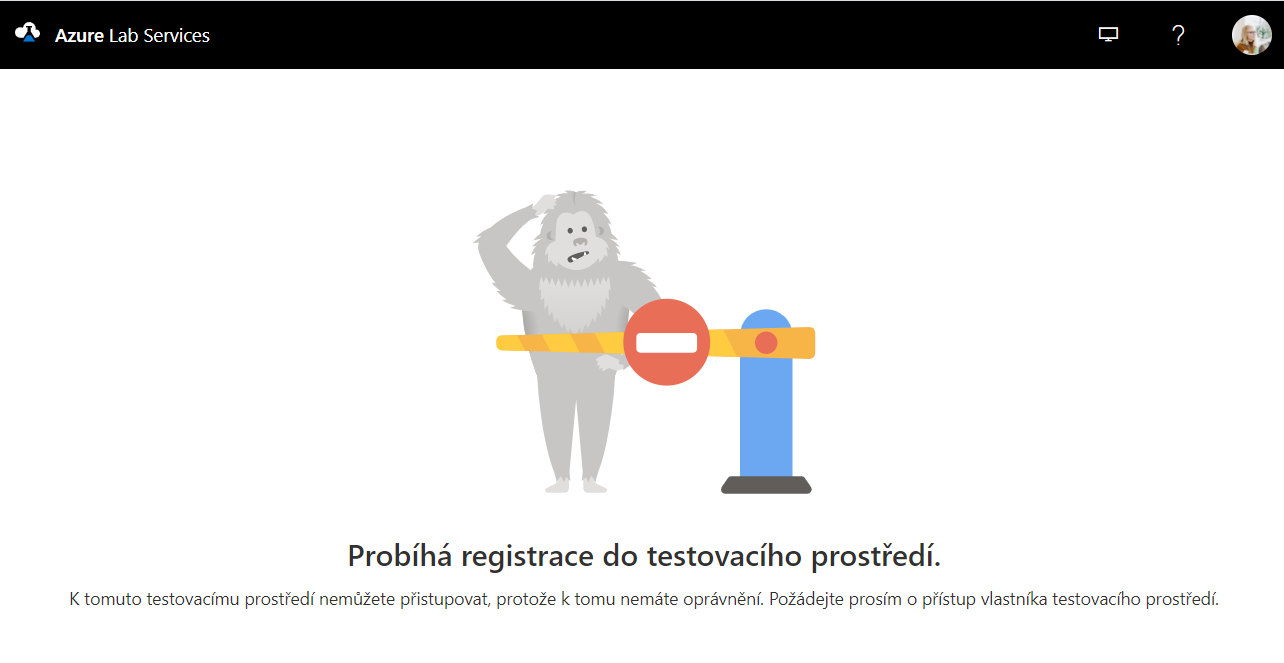 Azure Lab Services
?
Probíhá registrace do testovacího prostředí.
K tomuto testovacímu prostředí nemůžete přistupovat, protože k tomu nemáte oprávnění. Požádejte prosím o přístup vlastníka testovacího prostředí.